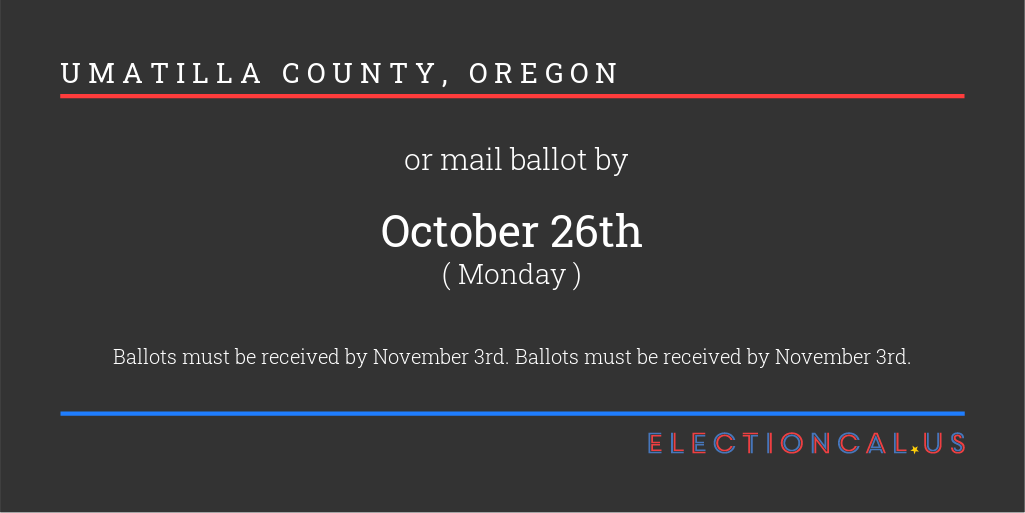 UMATILLA COUNTY, OREGON
or mail ballot by
October 26th
( Monday )
Ballots must be received by November 3rd. Ballots must be received by November 3rd.
ELECTIONCAL.US